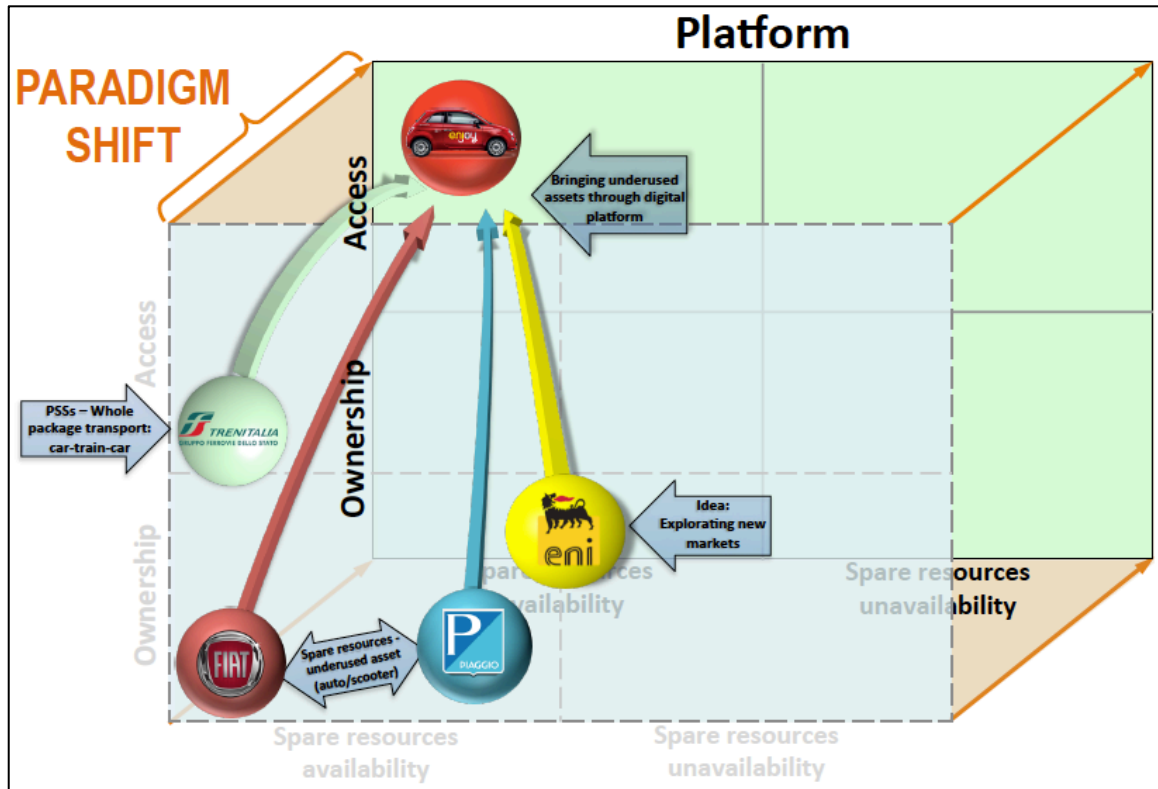 Platform
PARADIGM
SHIFT
enjoy
Access
Bringing underused
assets through digital
platform
Access
Ownership
PSSs – Whole
package transport:
car-train-car
TRENITALIA
GRUPPO FERROVIE DELLO STATO
Idea:
Explorating new
markets
eni
Ownership
Spare resources
availability
Spare resources
unavailability
FIAT
Spare resources -
underused asset
(auto/scooter)
P
PIAGGIO
Spare resources
availability
Spare resources
unavailability